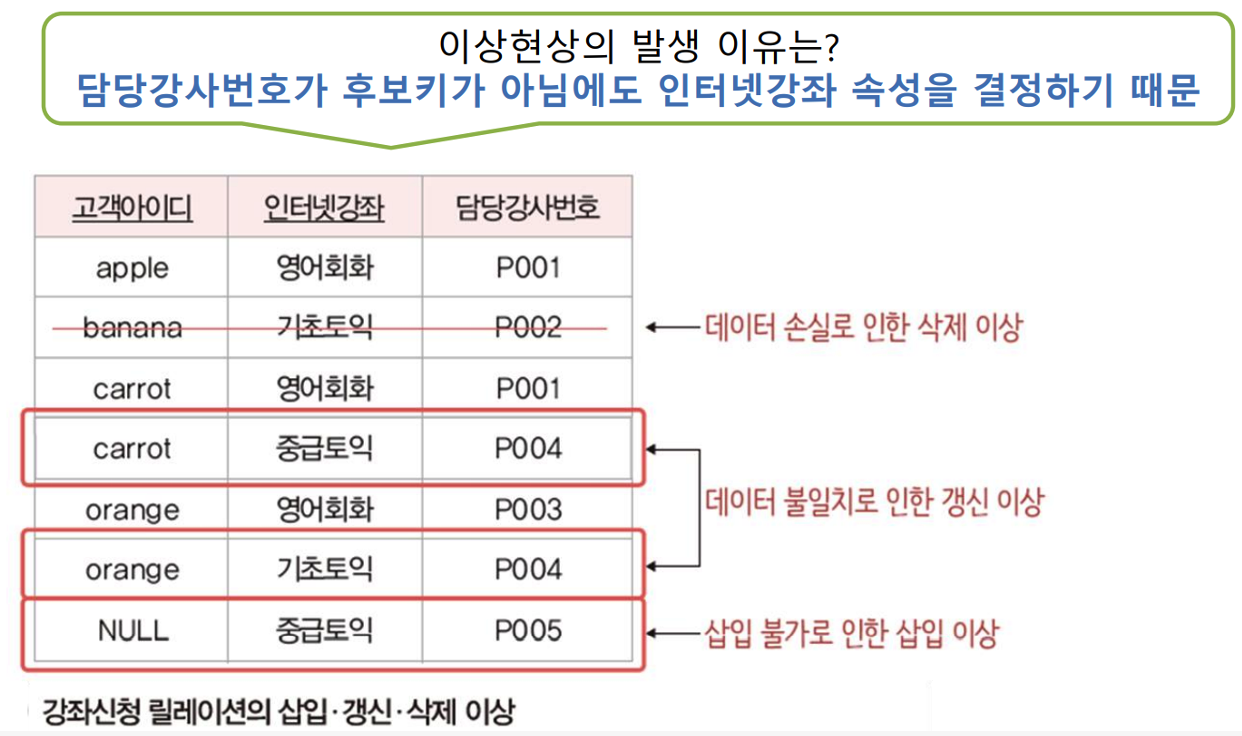 이상현상의 발생 이유는?
담당강사번호가 후보키가 아님에도 인터넷강좌 속성을 결정하기 때문
고객아이디 인터넷강좌 담당강사번호
apple 영어회화 P001
banana 기초토익 P002 데이터 손실로 인한 삭제 이상
carrot 영어회화 P001
carrot 중급토익 P004
데이터 불일치로 인한 갱신 이상
orange 영어회화 P003
orange 기초토익 P004
NULL 중급토익 P005 삽입 불가로 인한 삽입 이상
강좌신청 릴레이션의 삽입·갱신·삭제 이상